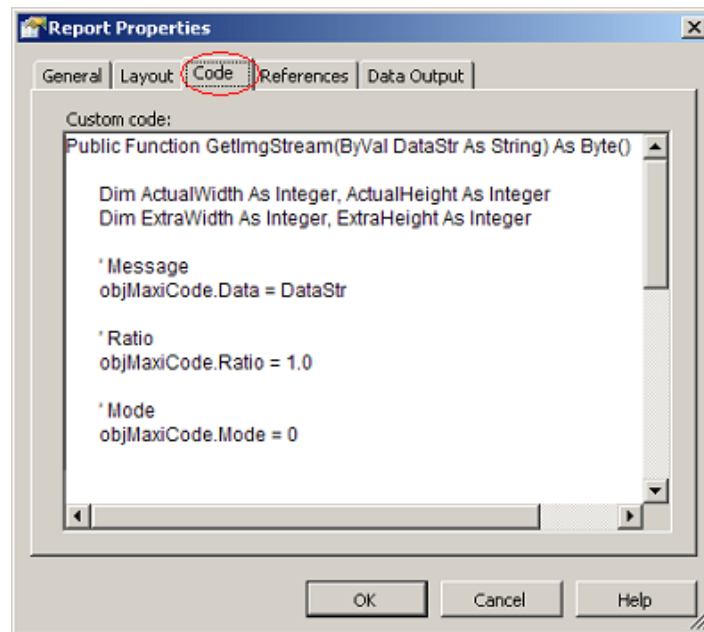 Report Properties
General Layout Code References Data Output
Custom code:
Public Function GetImgStream(ByVal DataStr As String) As Byte()
Dim ActualWidth As Integer, ActualHeight As Integer
Dim ExtraWidth As Integer, ExtraHeight As Integer
' Message
objMaxiCode.Data = DataStr
' Ratio
objMaxiCode.Ratio = 1.0
' Mode
objMaxiCode.Mode = 0
OK Cancel Help